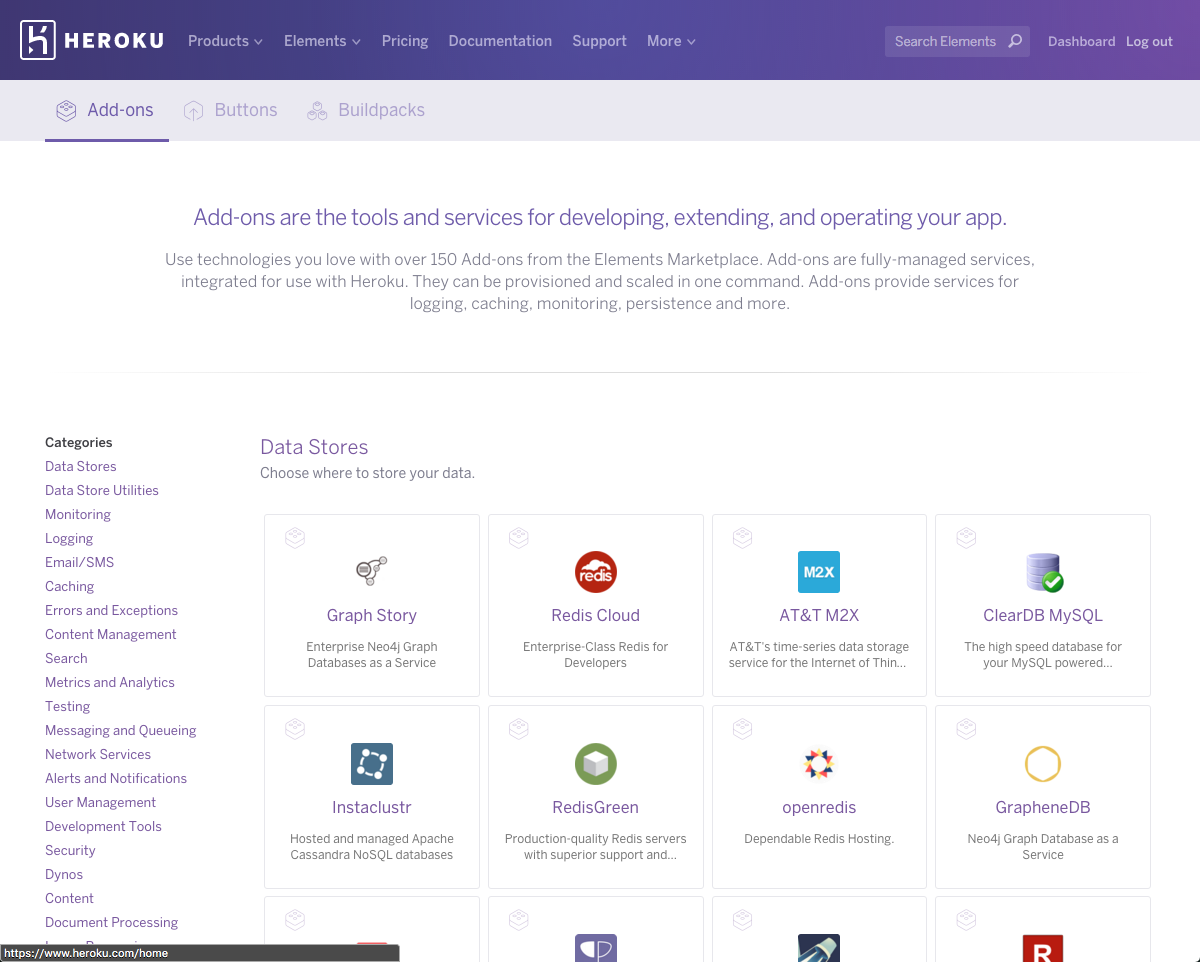 HEROKU
Products
Elements
Pricing
Documentation
Support
More
Search Elements
Dashboard
Log out
Add-ons
Buttons
Buildpacks
Add-ons are the tools and services for developing, extending, and operating your app.
Use technologies you love with over 150 Add-ons from the Elements Marketplace. Add-ons are fully-managed services,
integrated for use with Heroku. They can be provisioned and scaled in one command. Add-ons provide services for
logging, caching, monitoring, persistence and more.
Categories
Data Stores
Data Store Utilities
Monitoring
Logging
Email/SMS
Caching
Errors and Exceptions
Content Management
Search
Metrics and Analytics
Testing
Messaging and Queueing
Network Services
Alerts and Notifications
User Management
Development Tools
Security
Dynos
Content
Document Processing
Data Stores
Choose where to store your data.
Graph Story
Enterprise Neo4j Graph
Databases as a Service
redis
Redis Cloud
Enterprise-Class Redis for
Developers
M2X
AT&T M2X
AT&T's time-series data storage
service for the Internet of Thin...
ClearDB MySQL
The high speed database for
your MySQL powered...
Instaclustr
Hosted and managed Apache
Cassandra NoSQL databases
RedisGreen
Production-quality Redis servers
with superior support and...
openredis
Dependable Redis Hosting.
GrapheneDB
Neo4j Graph Database as a
Service
R
https://www.heroku.com/home